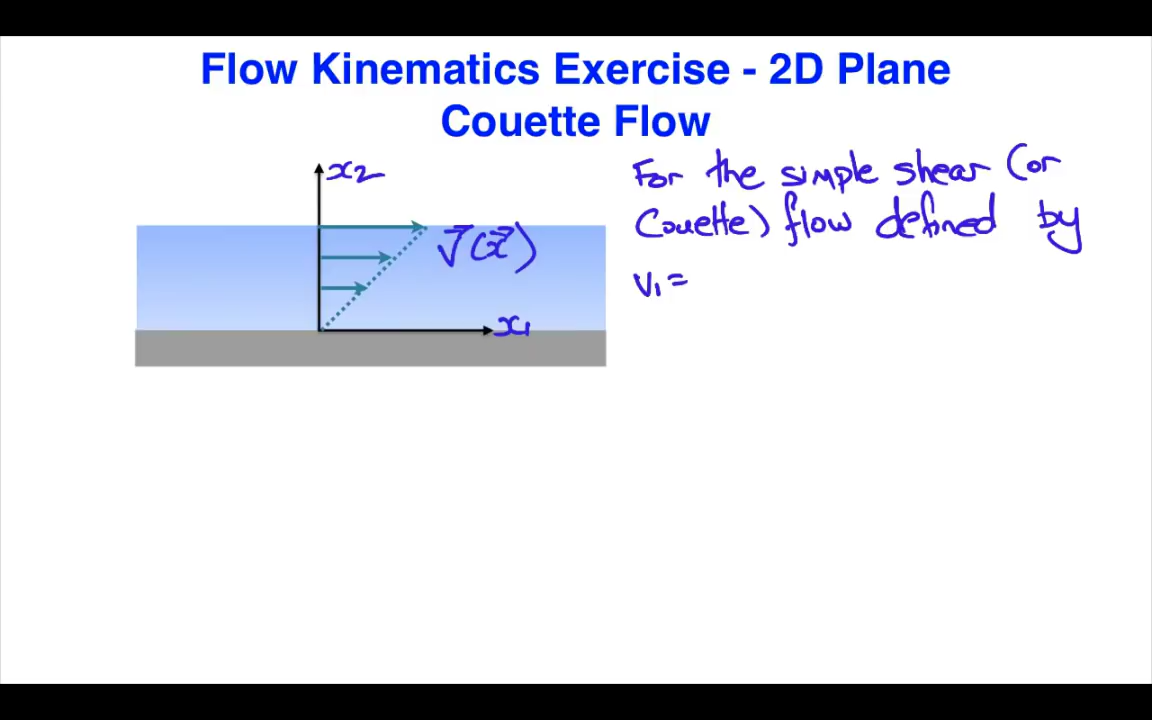 Flow Kinematics Exercise - 2D Plane
Couette Flow
x₂
v⃗(x⃗)
x₁
For the simple shear (or
Couette) flow defined by
v₁ =